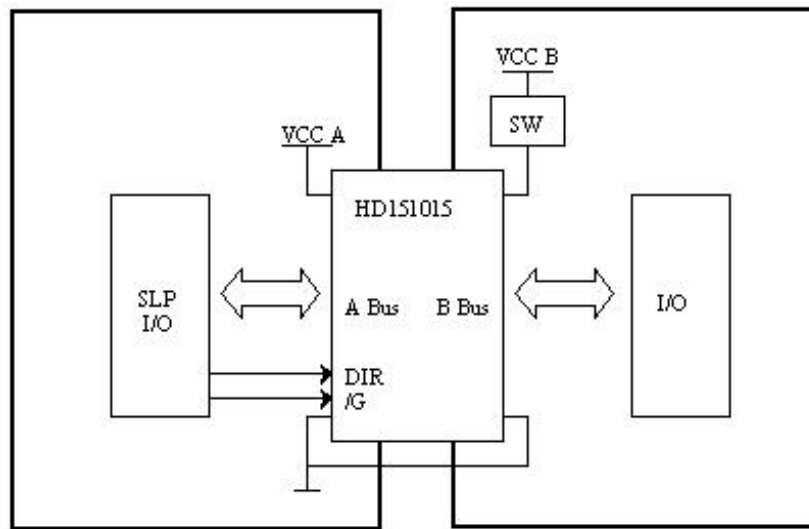 VCC B
SW
VCC A
HD151015
SLP
I/O
A Bus
B Bus
I/O
DIR
/G